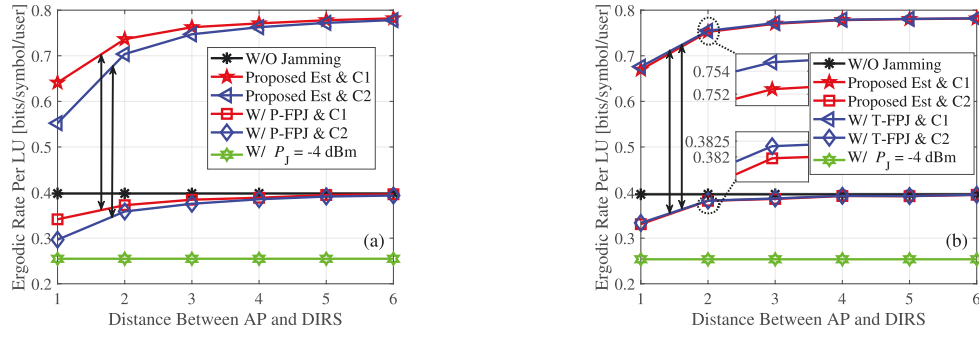 0.8
0.7
0.6
0.5
0.4
0.3
0.2
Ergodic Rate Per LU [bits/symbol/user]
W/O Jamming
Proposed Est & C1
Proposed Est & C2
W/ P-FPJ & C1
W/ P-FPJ & C2
W/ PJ = -4 dBm
(a)
1 2 3 4 5 6
Distance Between AP and DIRS
0.8
0.7
0.6
0.5
0.4
0.3
0.2
Ergodic Rate Per LU [bits/symbol/user]
0.754
0.752
0.3825
0.382
W/O Jamming
Proposed Est & C1
Proposed Est & C2
W/ T-FPJ & C1
W/ T-FPJ & C2
W/ PJ = -4 dBm
(b)
1 2 3 4 5 6
Distance Between AP and DIRS